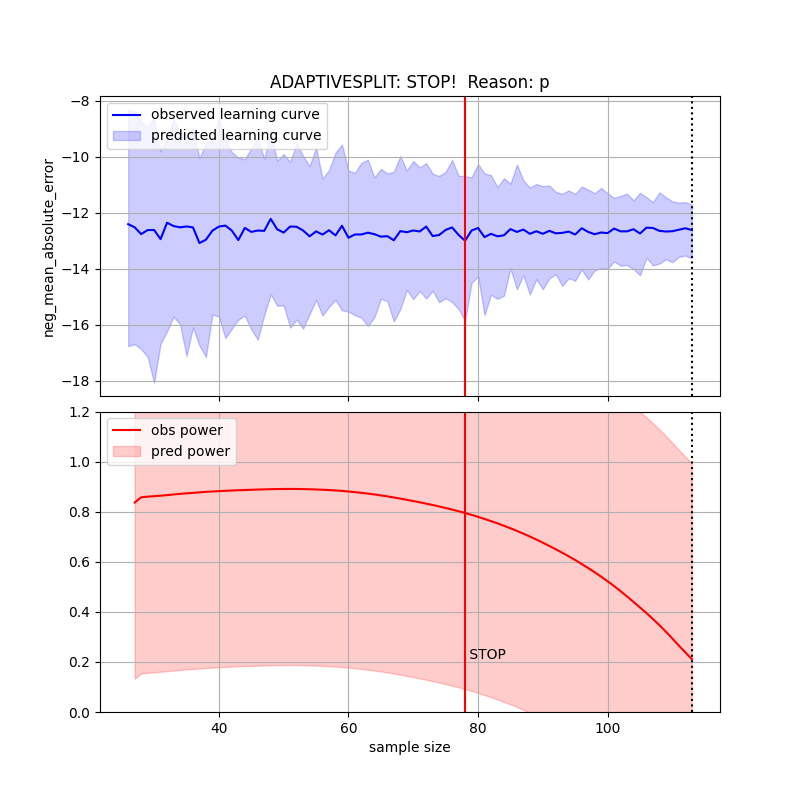 ADAPTIVESPLIT: STOP!  Reason: p
neg_mean_absolute_error
−8
−10
−12
−14
−16
−18
observed learning curve
predicted learning curve
1.2
1.0
0.8
0.6
0.4
0.2
0.0
obs power
pred power
STOP
40 60 80 100
sample size